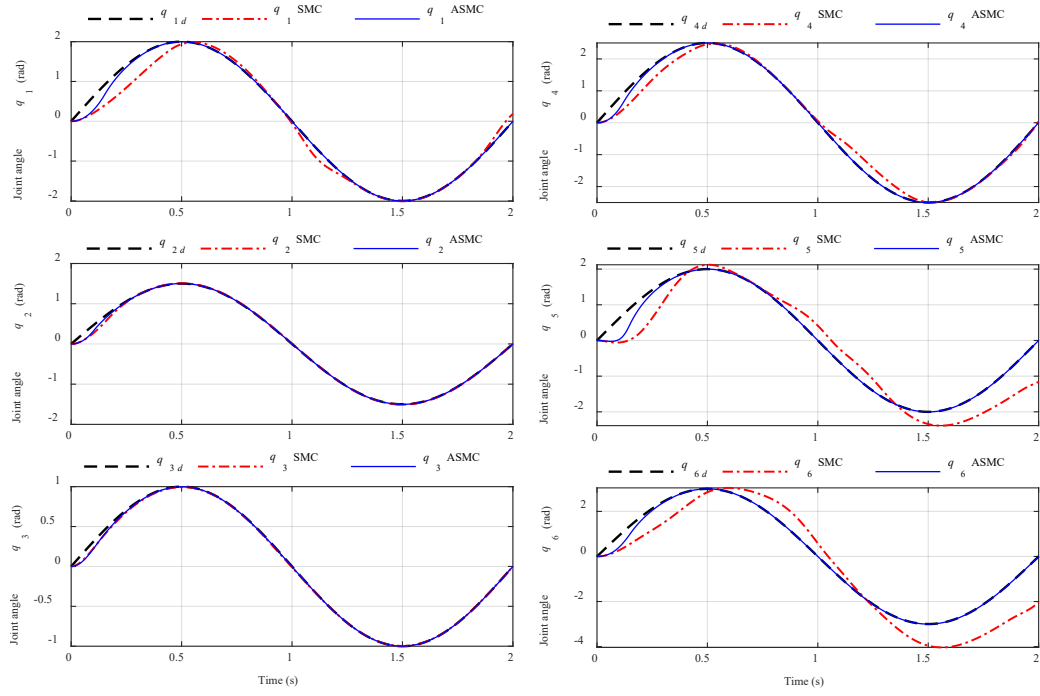 q 1 d q 1 SMC q 1 ASMC
Joint angle q 1 (rad)
2
1
0
-1
-2
0 0.5 1 1.5 2
q 2 d q 2 SMC q 2 ASMC
Joint angle q 2 (rad)
2
1
0
-1
-2
0 0.5 1 1.5 2
q 3 d q 3 SMC q 3 ASMC
Joint angle q 3 (rad)
1
0.5
0
-0.5
-1
0 0.5 1 1.5 2
Time (s)
q 4 d q 4 SMC q 4 ASMC
Joint angle q 4 (rad)
2
1
0
-1
-2
0 0.5 1 1.5 2
q 5 d q 5 SMC q 5 ASMC
Joint angle q 5 (rad)
2
1
0
-1
-2
0 0.5 1 1.5 2
q 6 d q 6 SMC q 6 ASMC
Joint angle q 6 (rad)
2
0
-2
-4
0 0.5 1 1.5 2
Time (s)